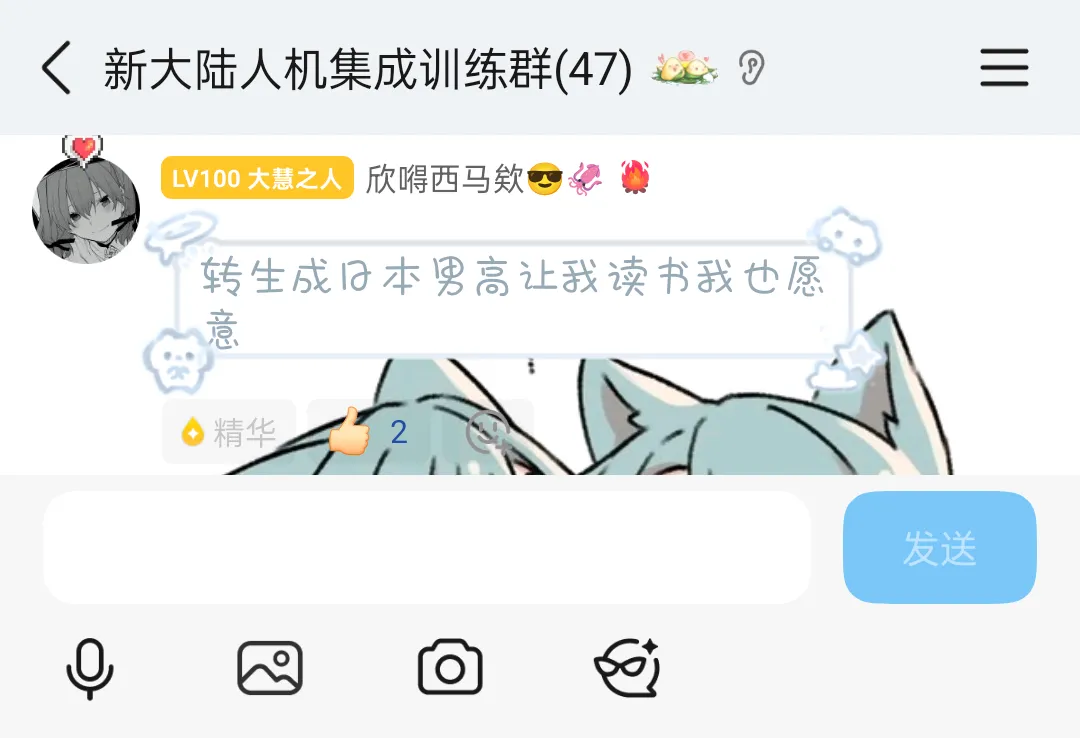 新大陆人机集成训练群(47)
LV100 大慧之人 欣嘚西马欸😎🦑 🔥
转生成日本男高让我读书我也愿
意
精华 👍 2
发送